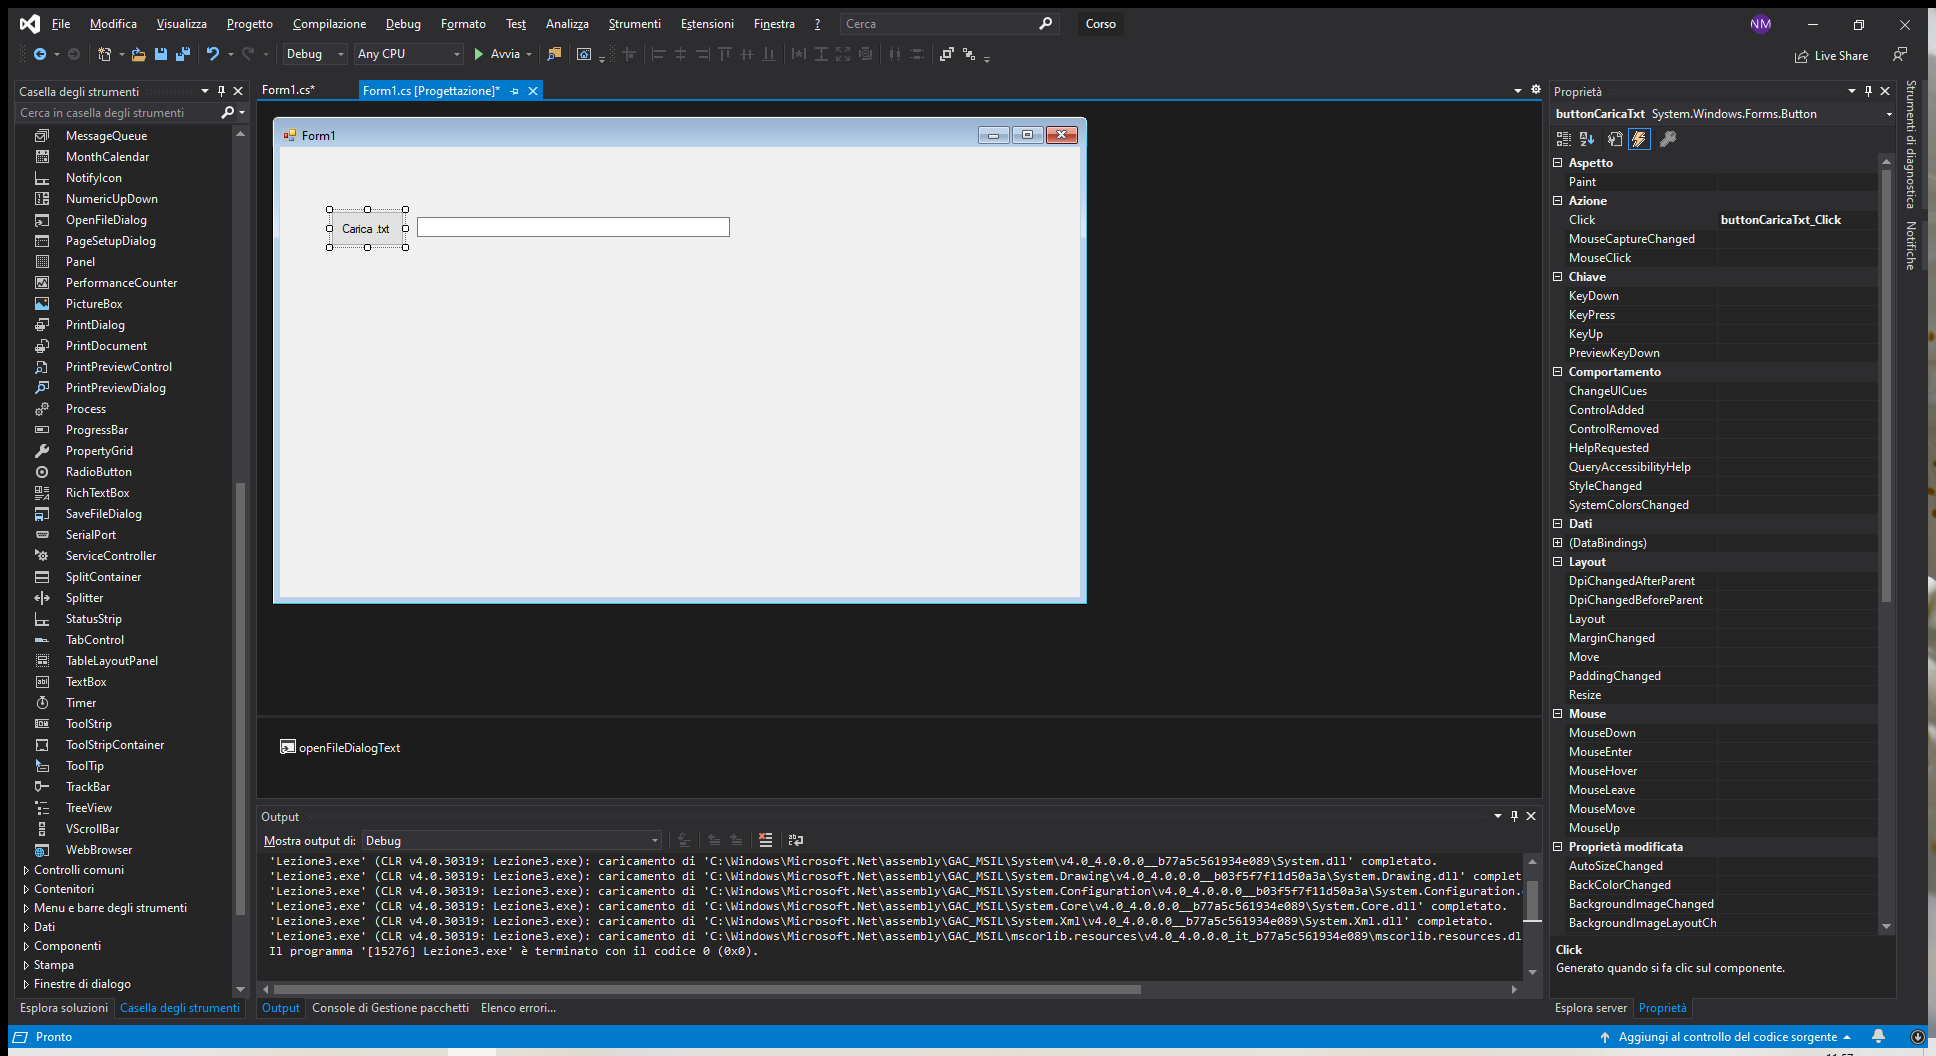 File Modifica Visualizza Progetto Compilazione Debug Formato Test Analizza Strumenti Estensioni Finestra ? Cerca Corso NM
Debug Any CPU Avvia Live Share
Casella degli strumenti
Cerca in casella degli strumenti
MessageQueue
MonthCalendar
NotifyIcon
NumericUpDown
OpenFileDialog
PageSetupDialog
Panel
PerformanceCounter
PictureBox
PrintDialog
PrintDocument
PrintPreviewControl
PrintPreviewDialog
Process
ProgressBar
PropertyGrid
RadioButton
RichTextBox
SaveFileDialog
SerialPort
ServiceController
SplitContainer
Splitter
StatusStrip
TabControl
TableLayoutPanel
TextBox
Timer
ToolStrip
ToolStripContainer
ToolTip
TrackBar
TreeView
VScrollBar
WebBrowser
Controlli comuni
Contenitori
Menu e barre degli strumenti
Dati
Componenti
Stampa
Finestre di dialogo
Esplora soluzioni Casella degli strumenti
Form1.cs* Form1.cs [Progettazione]*
Form1
Carica .txt
openFileDialogText
Output
Mostra output di: Debug
'Lezione3.exe' (CLR v4.0.30319: Lezione3.exe): caricamento di 'C:\Windows\Microsoft.Net\assembly\GAC_MSIL\System\v4.0_4.0.0.0__b77a5c561934e089\System.dll' completato.
'Lezione3.exe' (CLR v4.0.30319: Lezione3.exe): caricamento di 'C:\Windows\Microsoft.Net\assembly\GAC_MSIL\System.Drawing\v4.0_4.0.0.0__b03f5f7f11d50a3a\System.Drawing.dll' complet
'Lezione3.exe' (CLR v4.0.30319: Lezione3.exe): caricamento di 'C:\Windows\Microsoft.Net\assembly\GAC_MSIL\System.Configuration\v4.0_4.0.0.0__b03f5f7f11d50a3a\System.Configuration.
'Lezione3.exe' (CLR v4.0.30319: Lezione3.exe): caricamento di 'C:\Windows\Microsoft.Net\assembly\GAC_MSIL\System.Core\v4.0_4.0.0.0__b77a5c561934e089\System.Core.dll' completato.
'Lezione3.exe' (CLR v4.0.30319: Lezione3.exe): caricamento di 'C:\Windows\Microsoft.Net\assembly\GAC_MSIL\System.Xml\v4.0_4.0.0.0__b77a5c561934e089\System.Xml.dll' completato.
'Lezione3.exe' (CLR v4.0.30319: Lezione3.exe): caricamento di 'C:\Windows\Microsoft.Net\assembly\GAC_MSIL\mscorlib.resources\v4.0_4.0.0.0_it_b77a5c561934e089\mscorlib.resources.dl
Il programma '[15276] Lezione3.exe' è terminato con il codice 0 (0x0).
Output Console di Gestione pacchetti Elenco errori...
Proprietà
buttonCaricaTxt System.Windows.Forms.Button
Aspetto
Paint
Azione
Click buttonCaricaTxt_Click
MouseCaptureChanged
MouseClick
Chiave
KeyDown
KeyPress
KeyUp
PreviewKeyDown
Comportamento
ChangeUICues
ControlAdded
ControlRemoved
HelpRequested
QueryAccessibilityHelp
StyleChanged
SystemColorsChanged
Dati
(DataBindings)
Layout
DpiChangedAfterParent
DpiChangedBeforeParent
Layout
MarginChanged
Move
PaddingChanged
Resize
Mouse
MouseDown
MouseEnter
MouseHover
MouseLeave
MouseMove
MouseUp
Proprietà modificata
AutoSizeChanged
BackColorChanged
BackgroundImageChanged
BackgroundImageLayoutCh
Click
Generato quando si fa clic sul componente.
Esplora server Proprietà
Strumenti di diagnostica
Notifiche
Pronto Aggiungi al controllo del codice sorgente